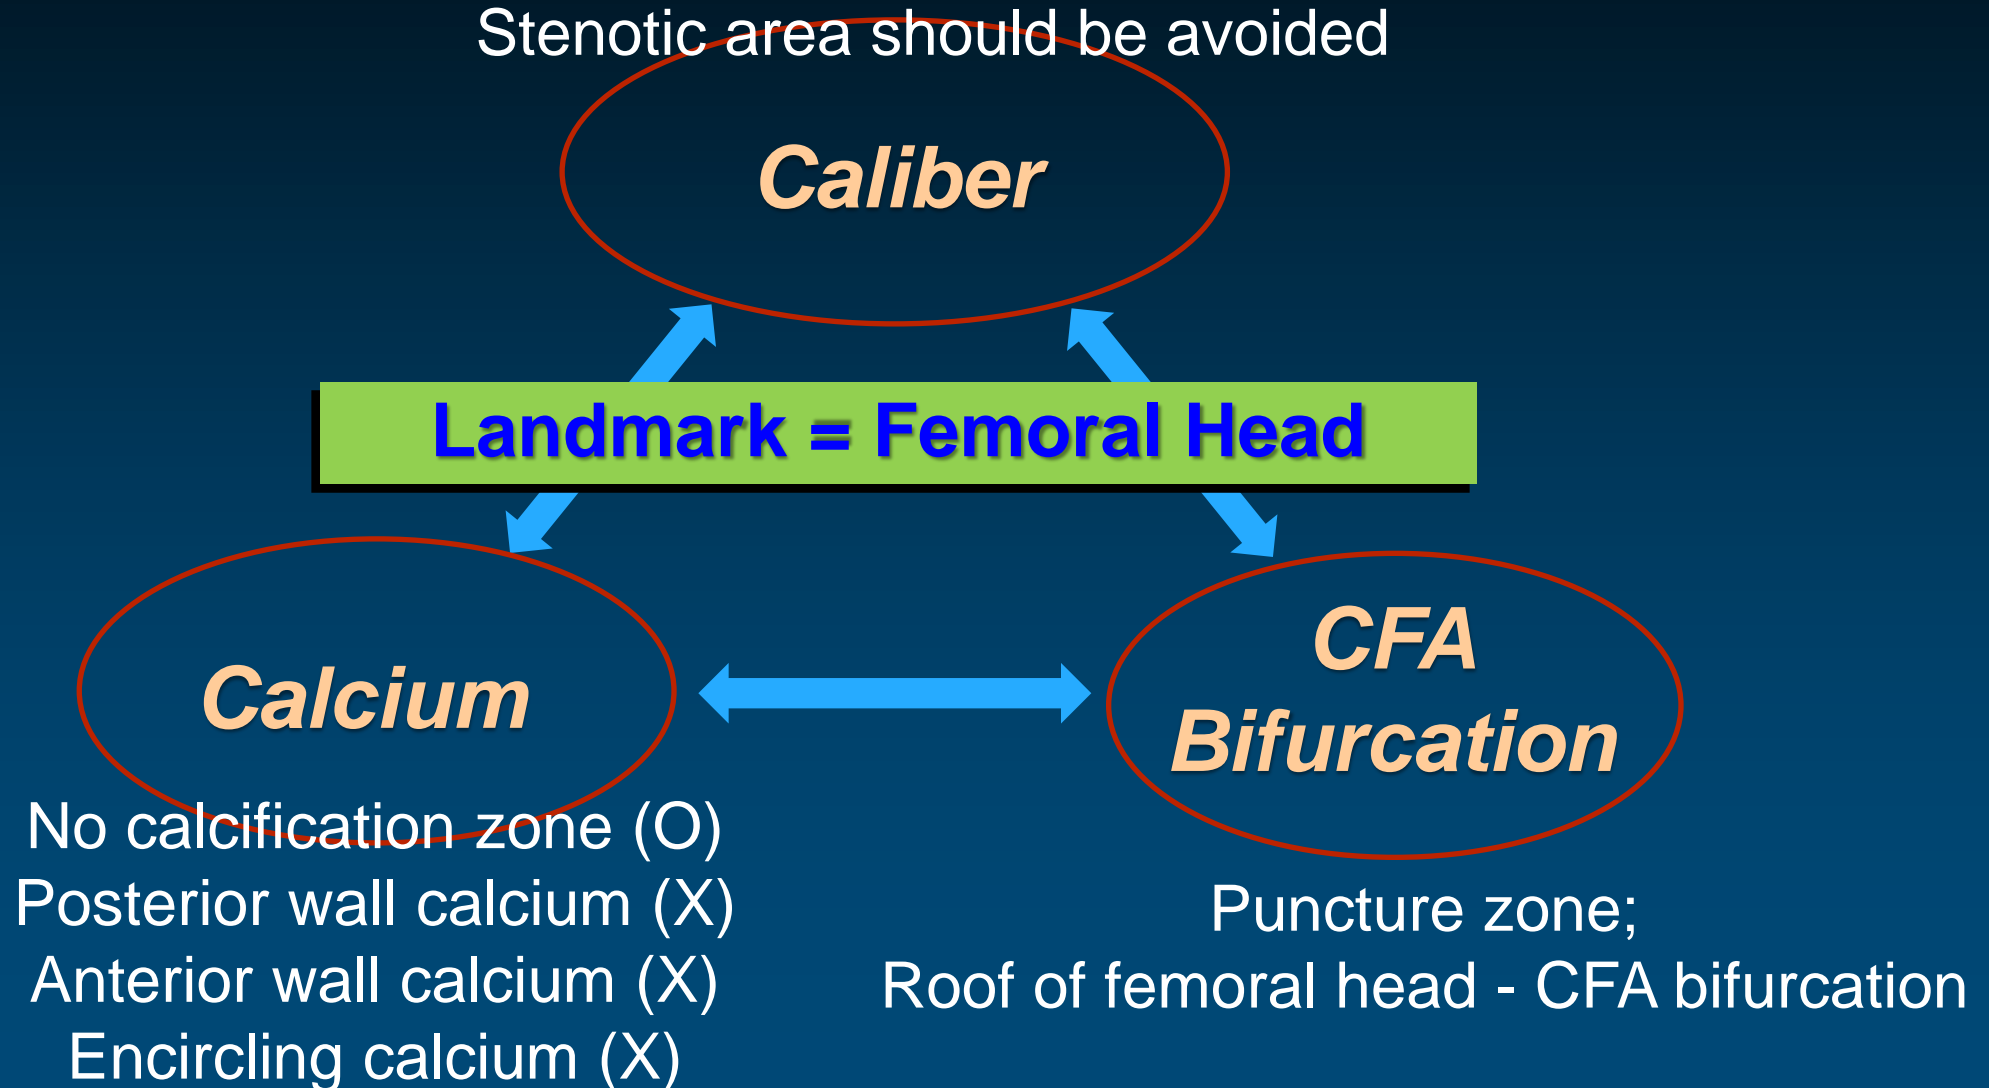 Stenotic area should be avoided
Caliber
Landmark = Femoral Head
Calcium
No calcification zone (O)
Posterior wall calcium (X)
Anterior wall calcium (X)
Encircling calcium (X)
CFA
Bifurcation
Puncture zone;
Roof of femoral head - CFA bifurcation